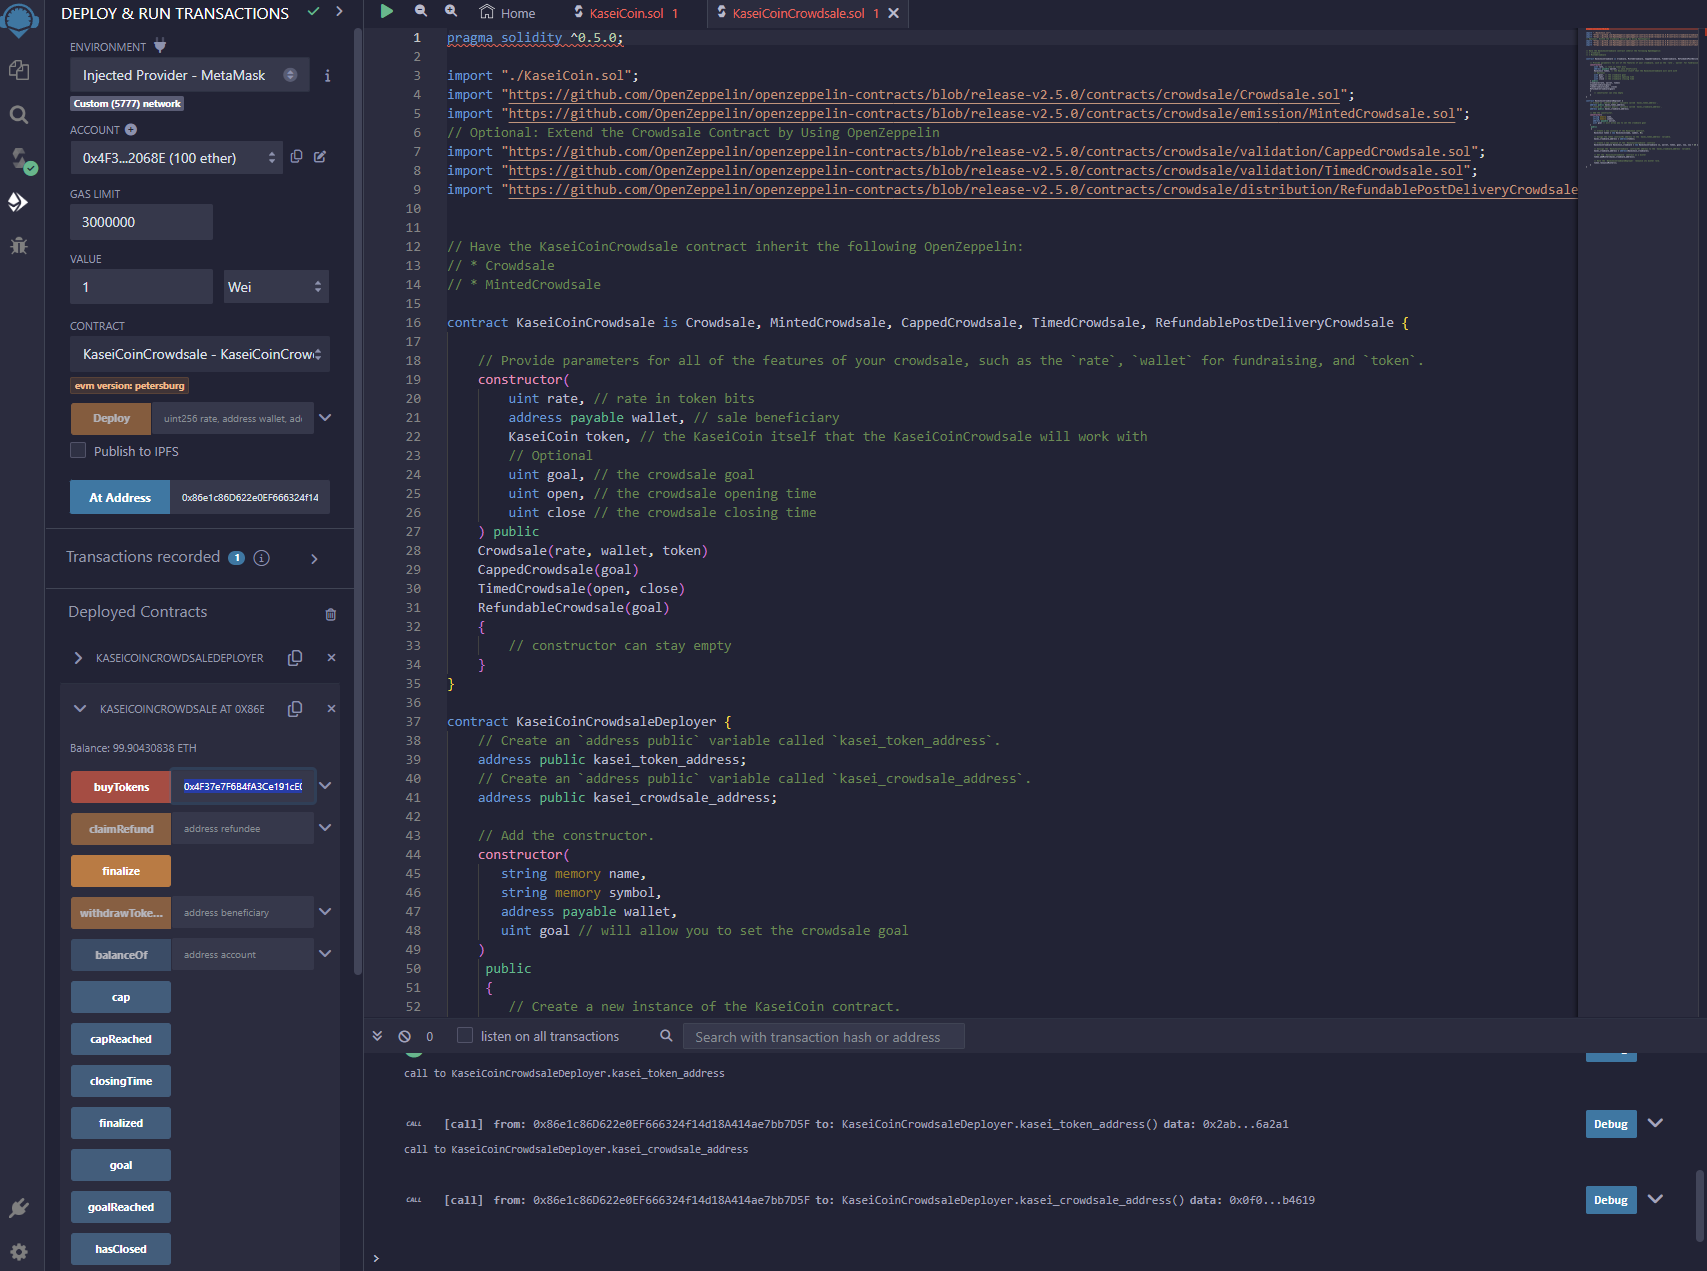 DEPLOY & RUN TRANSACTIONS
ENVIRONMENT
Injected Provider - MetaMask
Custom (5777) network
ACCOUNT
0x4F3...2068E (100 ether)
GAS LIMIT
3000000
VALUE
1
Wei
CONTRACT
KaseiCoinCrowdsale - KaseiCoinCrow
evm version: petersburg
Deploy
uint256 rate, address wallet, add
Publish to IPFS
At Address
0x86e1c86D622e0EF666324f14
Transactions recorded 1
Deployed Contracts
KASEICOINCROWDSALEDEPLOYER
KASEICOINCROWDSALE AT 0X86E
Balance: 99.90430838 ETH
buyTokens
0x4F37e7F6B4fA3Ce191cE0
claimRefund
address refundee
finalize
withdrawToke...
address beneficiary
balanceOf
address account
cap
capReached
closingTime
finalized
goal
goalReached
hasClosed
Home
KaseiCoin.sol 1
KaseiCoinCrowdsale.sol 1
1 pragma solidity ^0.5.0;
2
3 import "./KaseiCoin.sol";
4 import "https://github.com/OpenZeppelin/openzeppelin-contracts/blob/release-v2.5.0/contracts/crowdsale/Crowdsale.sol";
5 import "https://github.com/OpenZeppelin/openzeppelin-contracts/blob/release-v2.5.0/contracts/crowdsale/emission/MintedCrowdsale.sol";
6 // Optional: Extend the Crowdsale Contract by Using OpenZeppelin
7 import "https://github.com/OpenZeppelin/openzeppelin-contracts/blob/release-v2.5.0/contracts/crowdsale/validation/CappedCrowdsale.sol";
8 import "https://github.com/OpenZeppelin/openzeppelin-contracts/blob/release-v2.5.0/contracts/crowdsale/validation/TimedCrowdsale.sol";
9 import "https://github.com/OpenZeppelin/openzeppelin-contracts/blob/release-v2.5.0/contracts/crowdsale/distribution/RefundablePostDeliveryCrowdsale
10
11
12 // Have the KaseiCoinCrowdsale contract inherit the following OpenZeppelin:
13 // * Crowdsale
14 // * MintedCrowdsale
15
16 contract KaseiCoinCrowdsale is Crowdsale, MintedCrowdsale, CappedCrowdsale, TimedCrowdsale, RefundablePostDeliveryCrowdsale {
17
18 // Provide parameters for all of the features of your crowdsale, such as the `rate`, `wallet` for fundraising, and `token`.
19 constructor(
20 uint rate, // rate in token bits
21 address payable wallet, // sale beneficiary
22 KaseiCoin token, // the KaseiCoin itself that the KaseiCoinCrowdsale will work with
23 // Optional
24 uint goal, // the crowdsale goal
25 uint open, // the crowdsale opening time
26 uint close // the crowdsale closing time
27 ) public
28 Crowdsale(rate, wallet, token)
29 CappedCrowdsale(goal)
30 TimedCrowdsale(open, close)
31 RefundableCrowdsale(goal)
32 {
33 // constructor can stay empty
34 }
35 }
36
37 contract KaseiCoinCrowdsaleDeployer {
38 // Create an `address public` variable called `kasei_token_address`.
39 address public kasei_token_address;
40 // Create an `address public` variable called `kasei_crowdsale_address`.
41 address public kasei_crowdsale_address;
42
43 // Add the constructor.
44 constructor(
45 string memory name,
46 string memory symbol,
47 address payable wallet,
48 uint goal // will allow you to set the crowdsale goal
49 )
50 public
51 {
52 // Create a new instance of the KaseiCoin contract.
0
listen on all transactions
Search with transaction hash or address
call to KaseiCoinCrowdsaleDeployer.kasei_token_address
CALL [call] from: 0x86e1c86D622e0EF666324f14d18A414ae7bb7D5F to: KaseiCoinCrowdsaleDeployer.kasei_token_address() data: 0x2ab...6a2a1
Debug
call to KaseiCoinCrowdsaleDeployer.kasei_crowdsale_address
CALL [call] from: 0x86e1c86D622e0EF666324f14d18A414ae7bb7D5F to: KaseiCoinCrowdsaleDeployer.kasei_crowdsale_address() data: 0x0f0...b4619
Debug
>